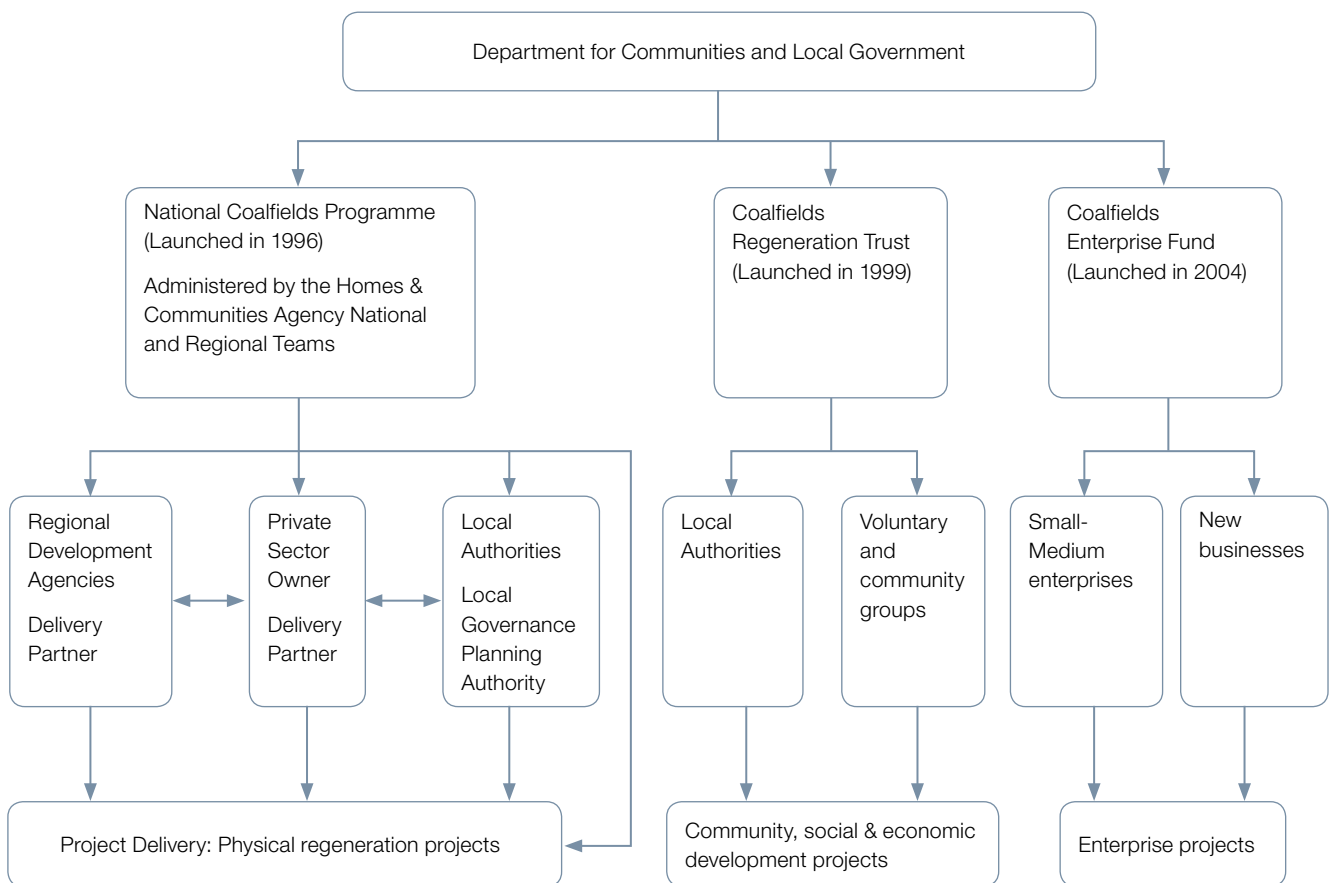 Department for Communities and Local Government
National Coalfields Programme
(Launched in 1996)
Administered by the Homes &
Communities Agency National
and Regional Teams
Coalfields
Regeneration Trust
(Launched in 1999)
Coalfields
Enterprise Fund
(Launched in 2004)
Regional
Development
Agencies
Delivery
Partner
Private
Sector
Owner
Delivery
Partner
Local
Authorities
Local
Governance
Planning
Authority
Local
Authorities
Voluntary
and
community
groups
Small-
Medium
enterprises
New
businesses
Project Delivery: Physical regeneration projects
Community, social & economic
development projects
Enterprise projects